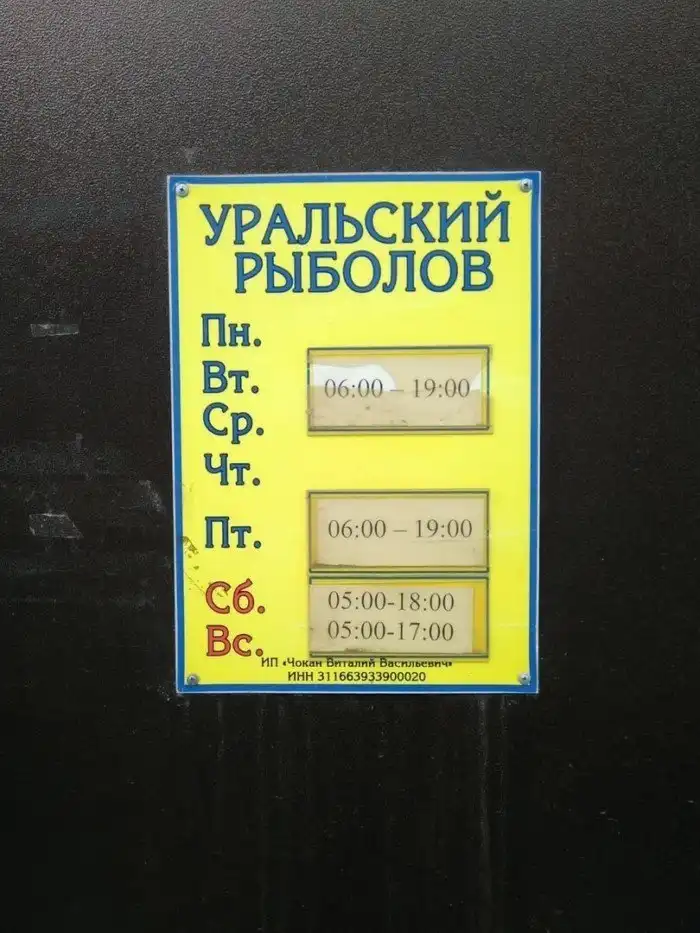 УРАЛЬСКИЙ
РЫБОЛОВ
Пн.
Вт.
06:00 – 19:00
Ср.
Чт.
Пт.
06:00 – 19:00
Сб.
05:00-18:00
Вс.
05:00-17:00
ИП «Чокан Виталий Васильевич»
ИНН 311663933900020